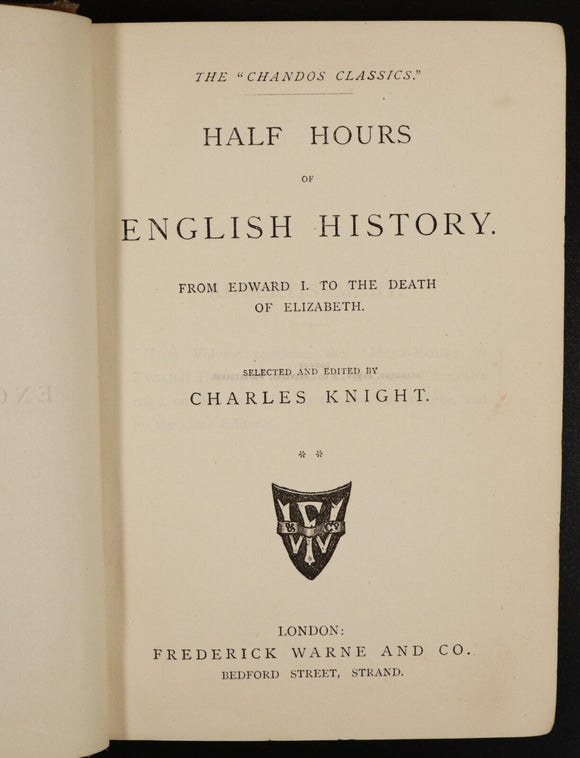 THE "CHANDOS CLASSICS."
HALF HOURS
OF
ENGLISH HISTORY.
FROM EDWARD I. TO THE DEATH
OF ELIZABETH.
SELECTED AND EDITED BY
CHARLES KNIGHT.
* *
LONDON:
FREDERICK WARNE AND CO.
BEDFORD STREET, STRAND.